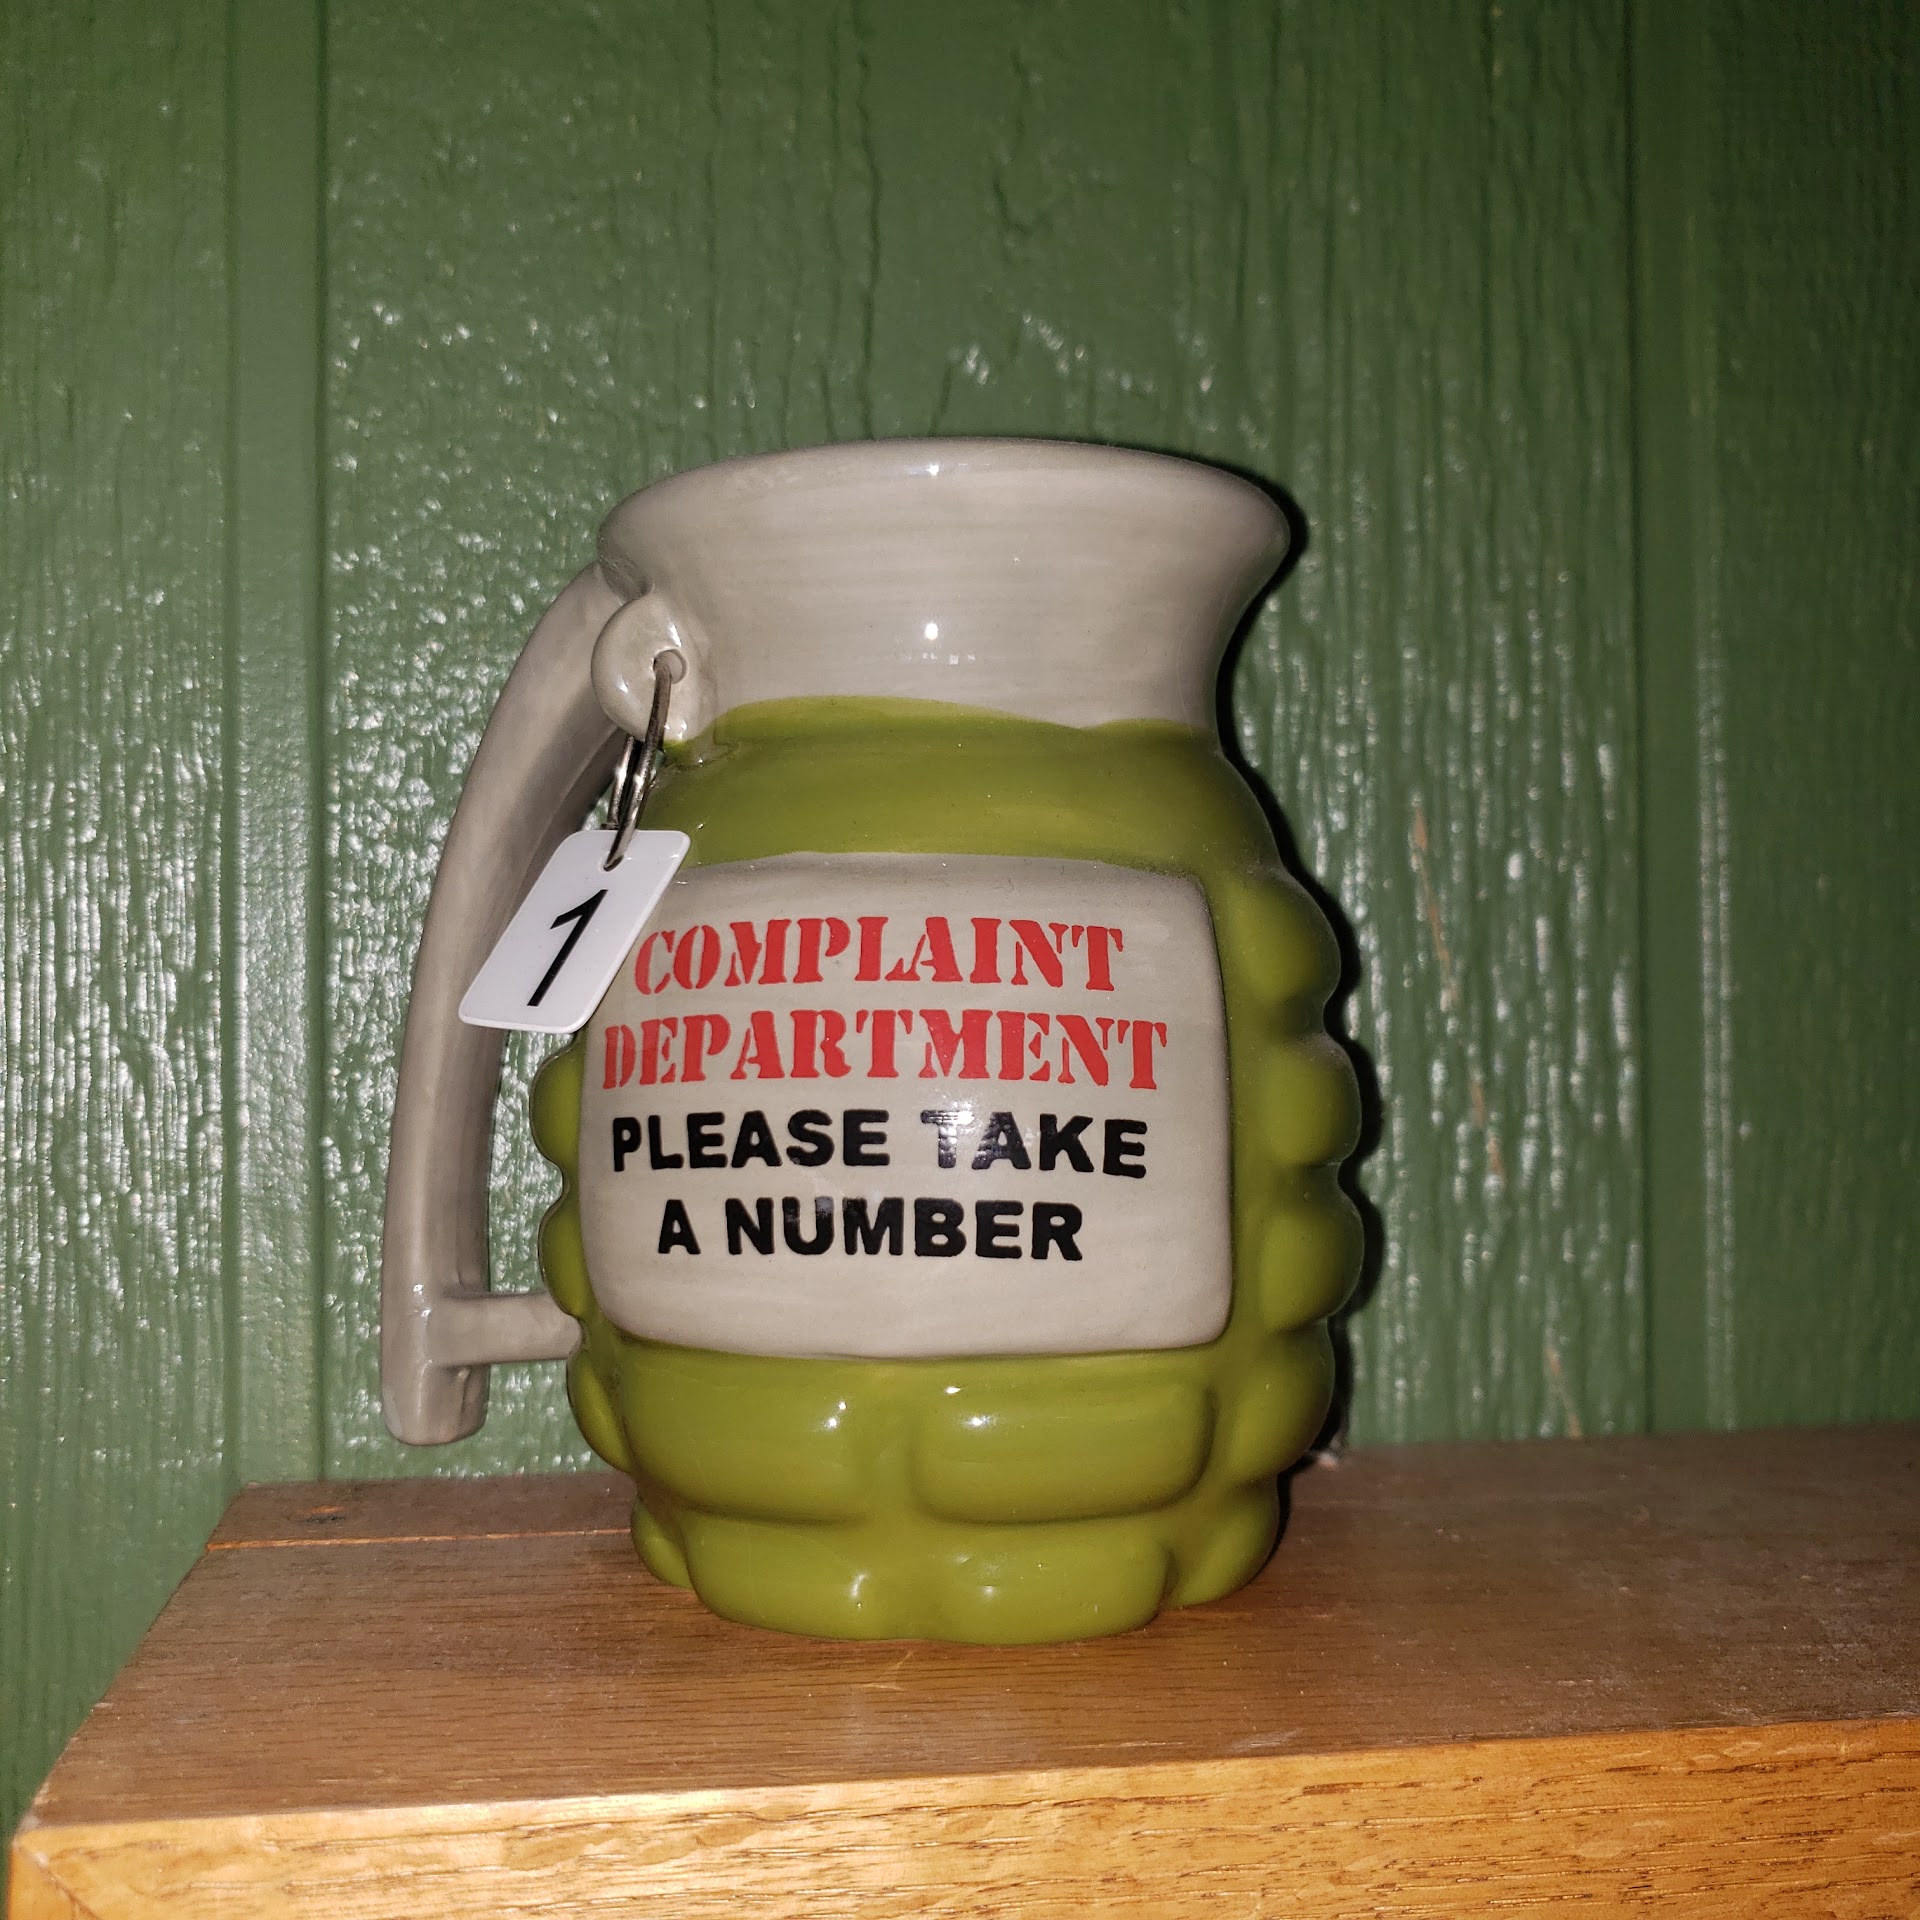 1
COMPLAINT
DEPARTMENT
PLEASE TAKE
A NUMBER